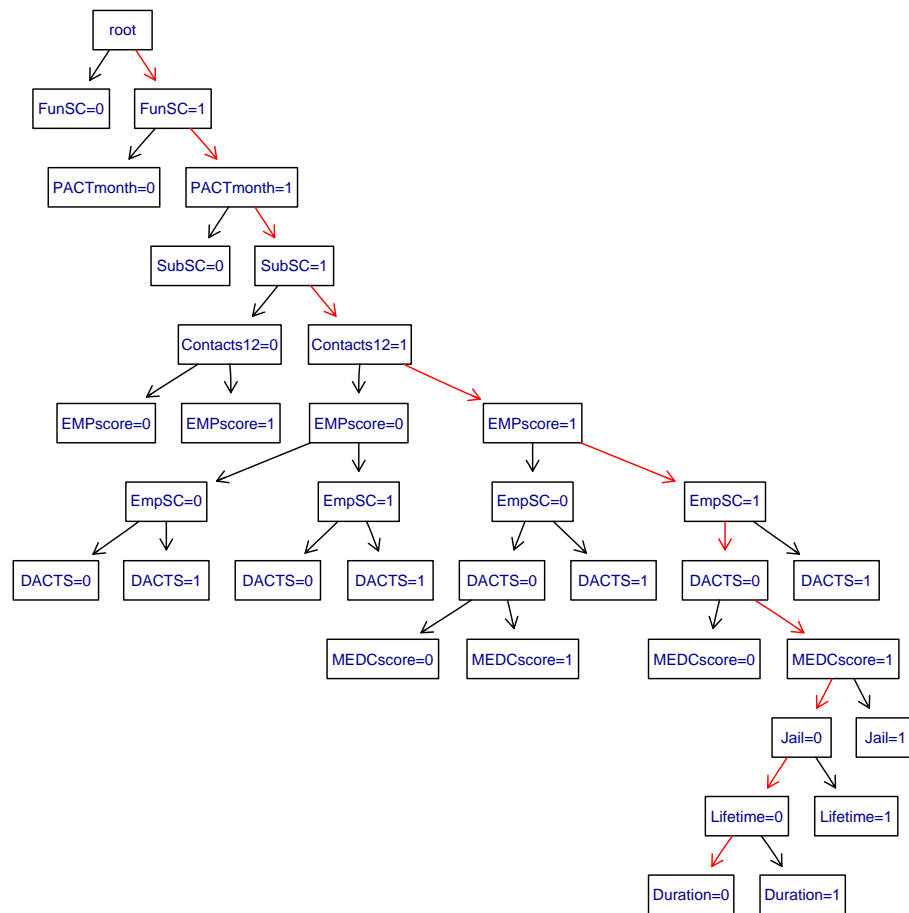 root
FunSC=0
FunSC=1
PACTmonth=0
PACTmonth=1
SubSC=0
SubSC=1
Contacts12=0
Contacts12=1
EMPscore=0
EMPscore=1
EMPscore=0
EMPscore=1
EmpSC=0
EmpSC=1
EmpSC=0
EmpSC=1
DACTS=0
DACTS=1
DACTS=0
DACTS=1
DACTS=0
DACTS=1
DACTS=0
DACTS=1
MEDCscore=0
MEDCscore=1
MEDCscore=0
MEDCscore=1
Jail=0
Jail=1
Lifetime=0
Lifetime=1
Duration=0
Duration=1